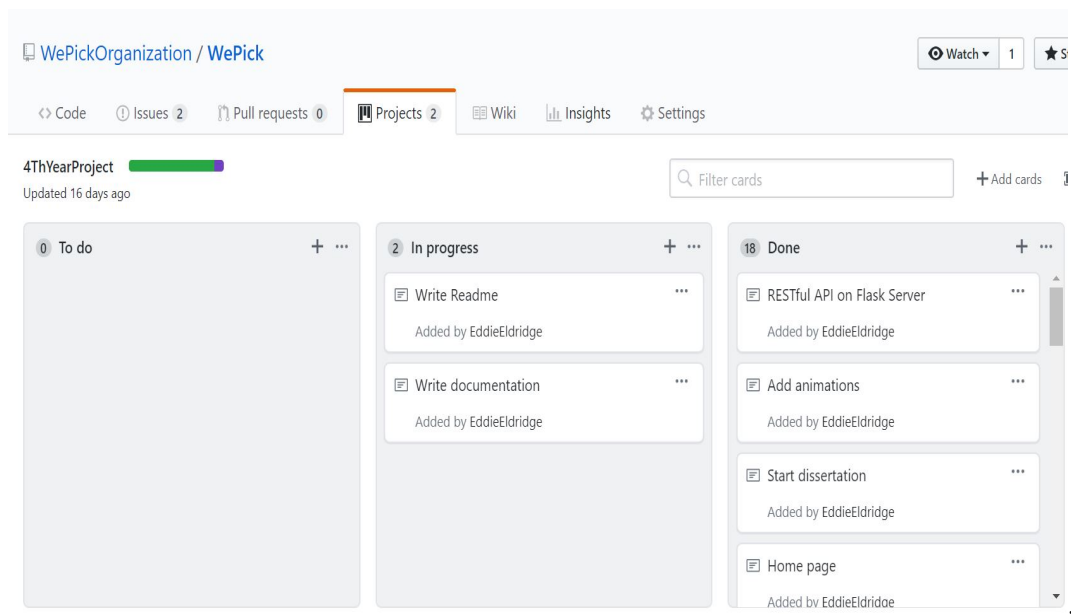 WePickOrganization / WePick
Watch 1
Code Issues 2 Pull requests 0 Projects 2 Wiki Insights Settings
4ThYearProject
Updated 16 days ago
Filter cards
+ Add cards
0 To do + ...
2 In progress + ...
Write Readme ...
Added by EddieEldridge
Write documentation ...
Added by EddieEldridge
18 Done + ...
RESTful API on Flask Server ...
Added by EddieEldridge
Add animations ...
Added by EddieEldridge
Start dissertation ...
Added by EddieEldridge
Home page ...
Added by EddieEldridge